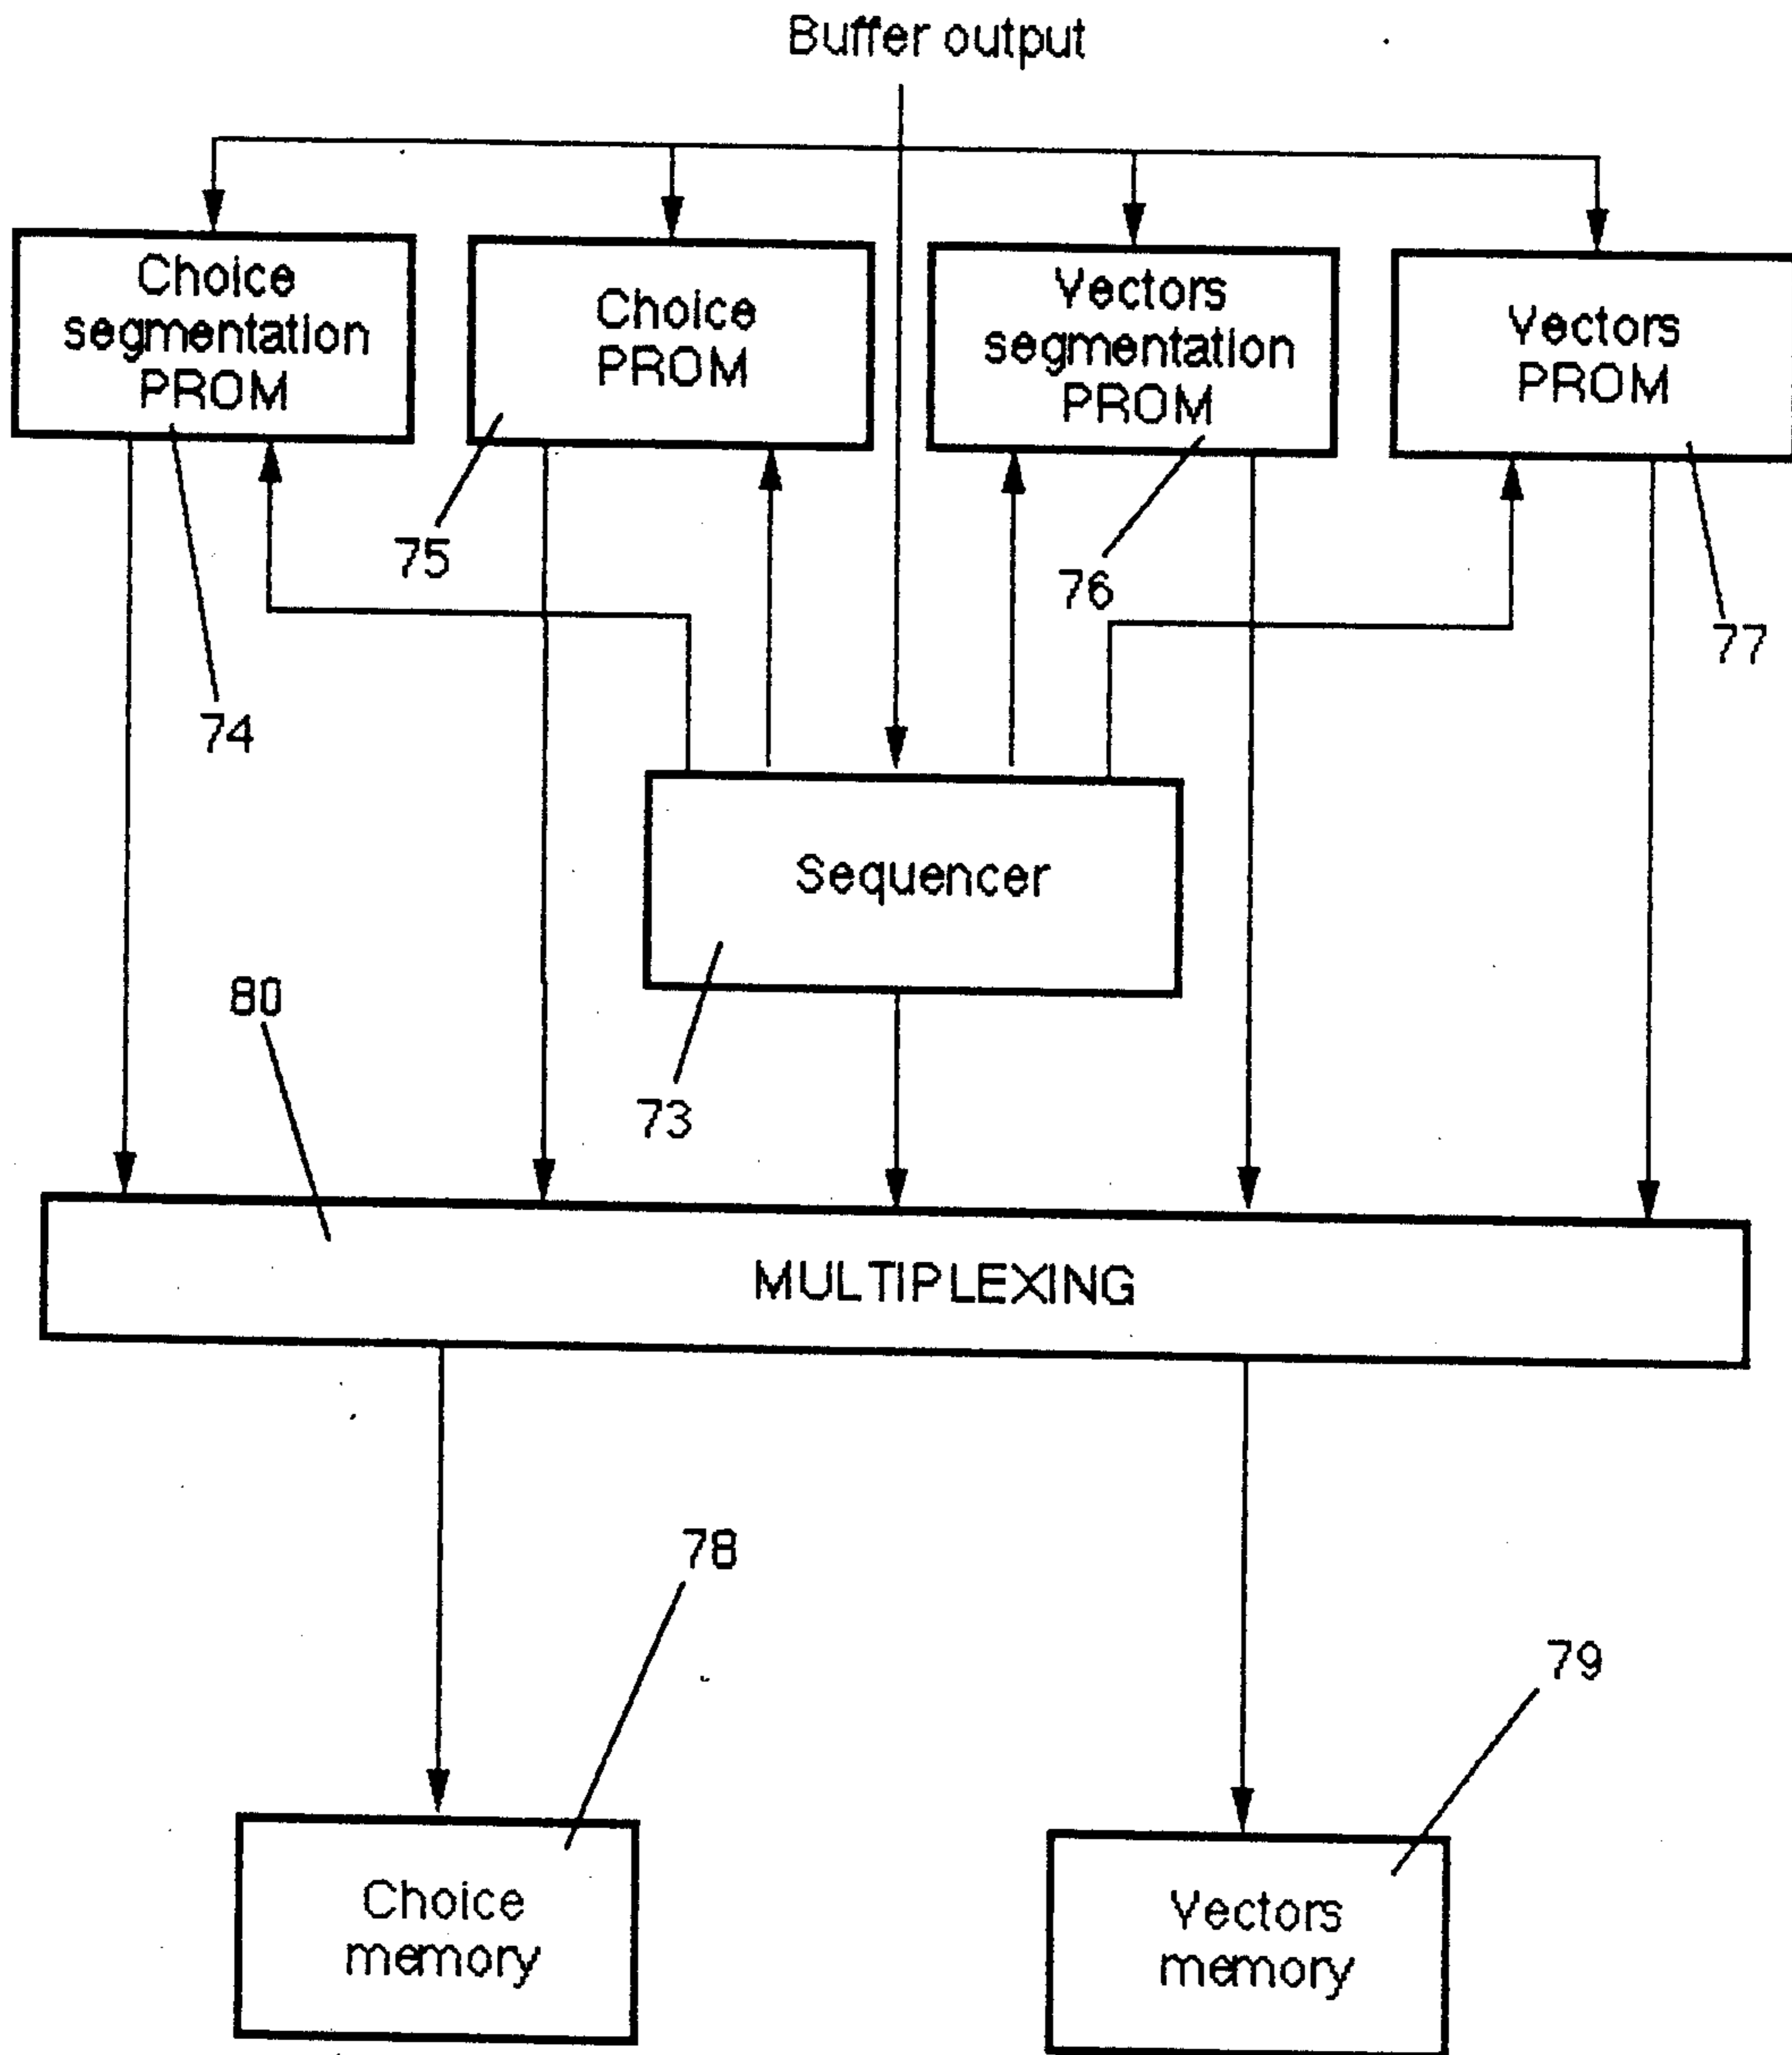 Buffer output
Choice
segmentation
PROM
Choice
PROM
Vectors
segmentation
PROM
Vectors
PROM
75
76
77
74
Sequencer
80
73
MULTIPLEXING
78
79
Choice
memory
Vectors
memory